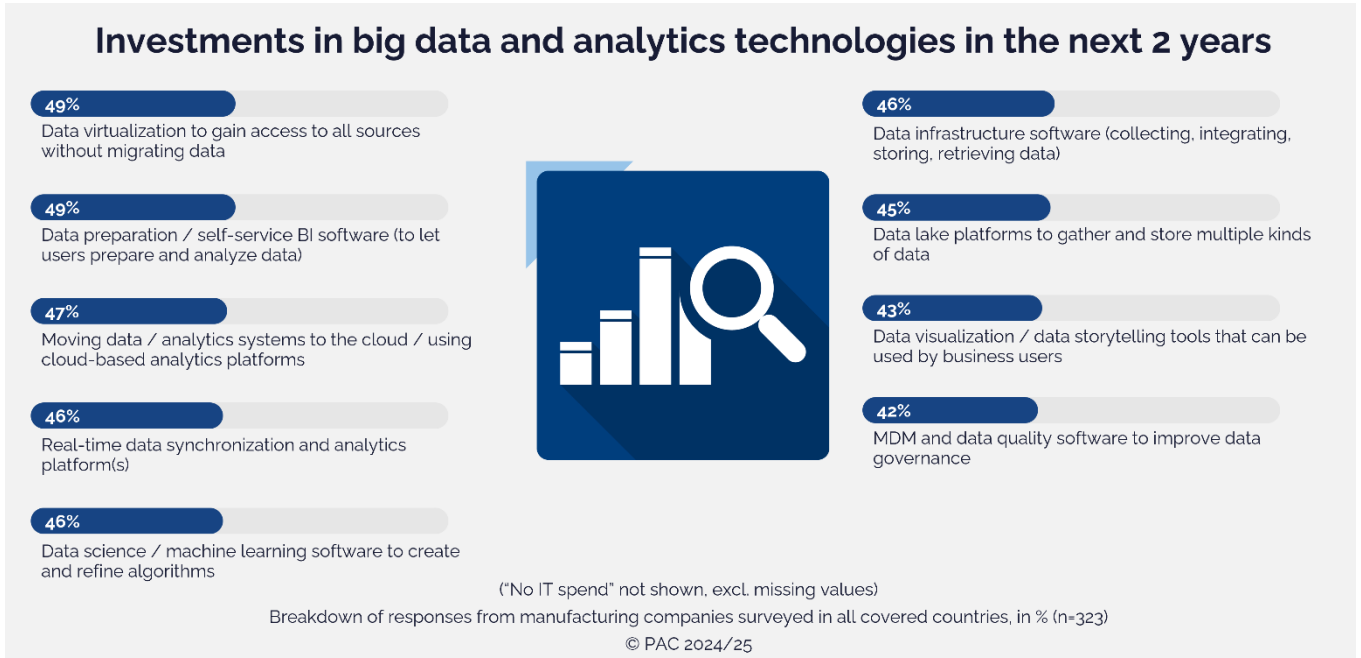 Investments in big data and analytics technologies in the next 2 years
49%
Data virtualization to gain access to all sources
without migrating data
49%
Data preparation / self-service BI software (to let
users prepare and analyze data)
47%
Moving data / analytics systems to the cloud / using
cloud-based analytics platforms
46%
Real-time data synchronization and analytics
platform(s)
46%
Data science / machine learning software to create
and refine algorithms
46%
Data infrastructure software (collecting, integrating,
storing, retrieving data)
45%
Data lake platforms to gather and store multiple kinds
of data
43%
Data visualization / data storytelling tools that can be
used by business users
42%
MDM and data quality software to improve data
governance
(“No IT spend” not shown, excl. missing values)
Breakdown of responses from manufacturing companies surveyed in all covered countries, in % (n=323)
© PAC 2024/25